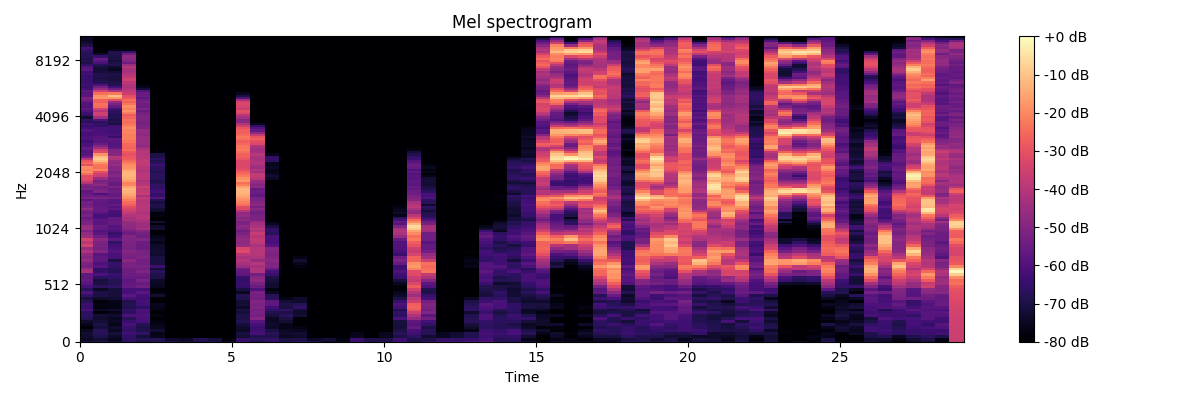 Mel spectrogram
+0 dB
8192
-10 dB
4096
-20 dB
-30 dB
Hz
2048
-40 dB
1024
-50 dB
-60 dB
512
-70 dB
0
-80 dB
0 5 10 15 20 25
Time